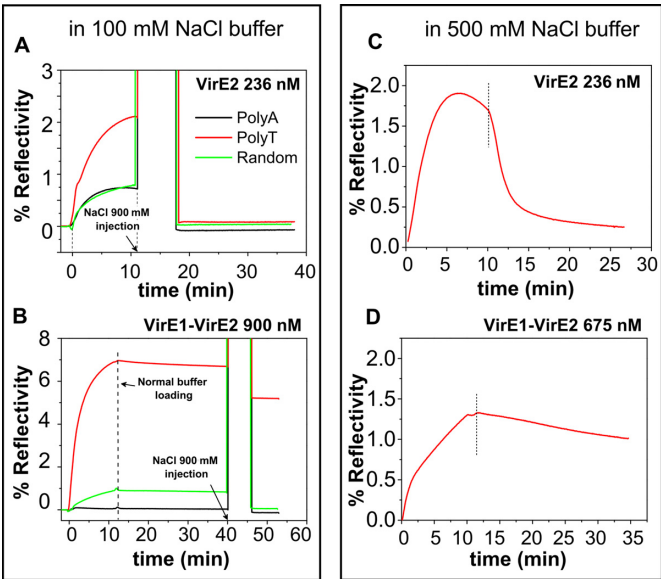 in 100 mM NaCl buffer
A
VirE2 236 nM
PolyA
PolyT
Random
NaCl 900 mM
injection
% Reflectivity
3
2
1
0
0 10 20 30 40
time (min)
B
VirE1-VirE2 900 nM
Normal buffer
loading
NaCl 900 mM
injection
% Reflectivity
8
6
4
2
0
0 10 20 30 40 50 60
time (min)
in 500 mM NaCl buffer
C
VirE2 236 nM
% Reflectivity
2.0
1.5
1.0
0.5
0.0
0 5 10 15 20 25 30
time (min)
D
VirE1-VirE2 675 nM
% Reflectivity
2.0
1.5
1.0
0.5
0.0
0 5 10 15 20 25 30 35
time (min)